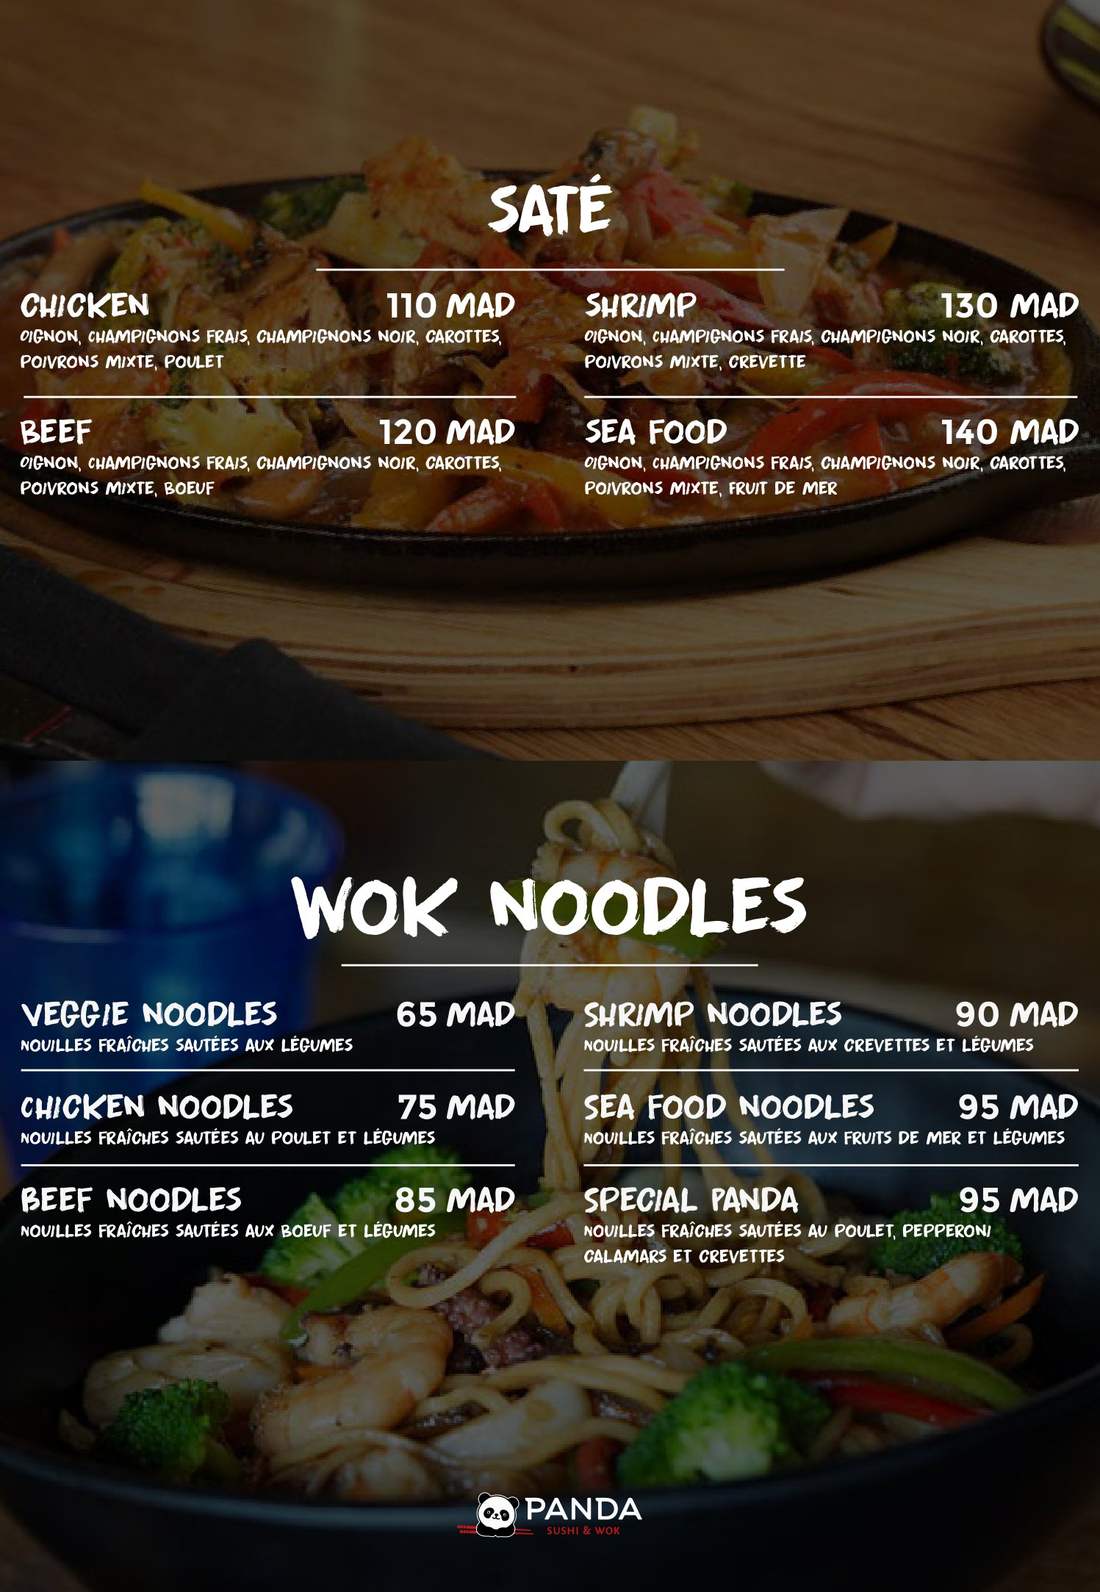 SATÉ
CHICKEN 110 MAD
OIGNON, CHAMPIGNONS FRAIS, CHAMPIGNONS NOIR, CAROTTES,
POIVRONS MIXTE, POULET
BEEF 120 MAD
OIGNON, CHAMPIGNONS FRAIS, CHAMPIGNONS NOIR, CAROTTES,
POIVRONS MIXTE, BOEUF
SHRIMP 130 MAD
OIGNON, CHAMPIGNONS FRAIS, CHAMPIGNONS NOIR, CAROTTES,
POIVRONS MIXTE, CREVETTE
SEA FOOD 140 MAD
OIGNON, CHAMPIGNONS FRAIS, CHAMPIGNONS NOIR, CAROTTES,
POIVRONS MIXTE, FRUIT DE MER
WOK NOODLES
VEGGIE NOODLES 65 MAD
NOUILLES FRAÎCHES SAUTÉES AUX LÉGUMES
CHICKEN NOODLES 75 MAD
NOUILLES FRAÎCHES SAUTÉES AU POULET ET LÉGUMES
BEEF NOODLES 85 MAD
NOUILLES FRAÎCHES SAUTÉES AUX BOEUF ET LÉGUMES
SHRIMP NOODLES 90 MAD
NOUILLES FRAÎCHES SAUTÉES AUX CREVETTES ET LÉGUMES
SEA FOOD NOODLES 95 MAD
NOUILLES FRAÎCHES SAUTÉES AUX FRUITS DE MER ET LÉGUMES
SPECIAL PANDA 95 MAD
NOUILLES FRAÎCHES SAUTÉES AU POULET, PEPPERONI
CALAMARS ET CREVETTES
PANDA
SUSHI & WOK